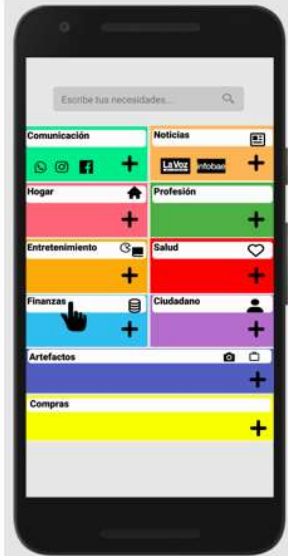 Escribe tus necesidades...
Comunicación
Noticias
LaVoz
infobae
Hogar
Profesión
Entretenimiento
Salud
Finanzas
Ciudadano
Artefactos
Compras